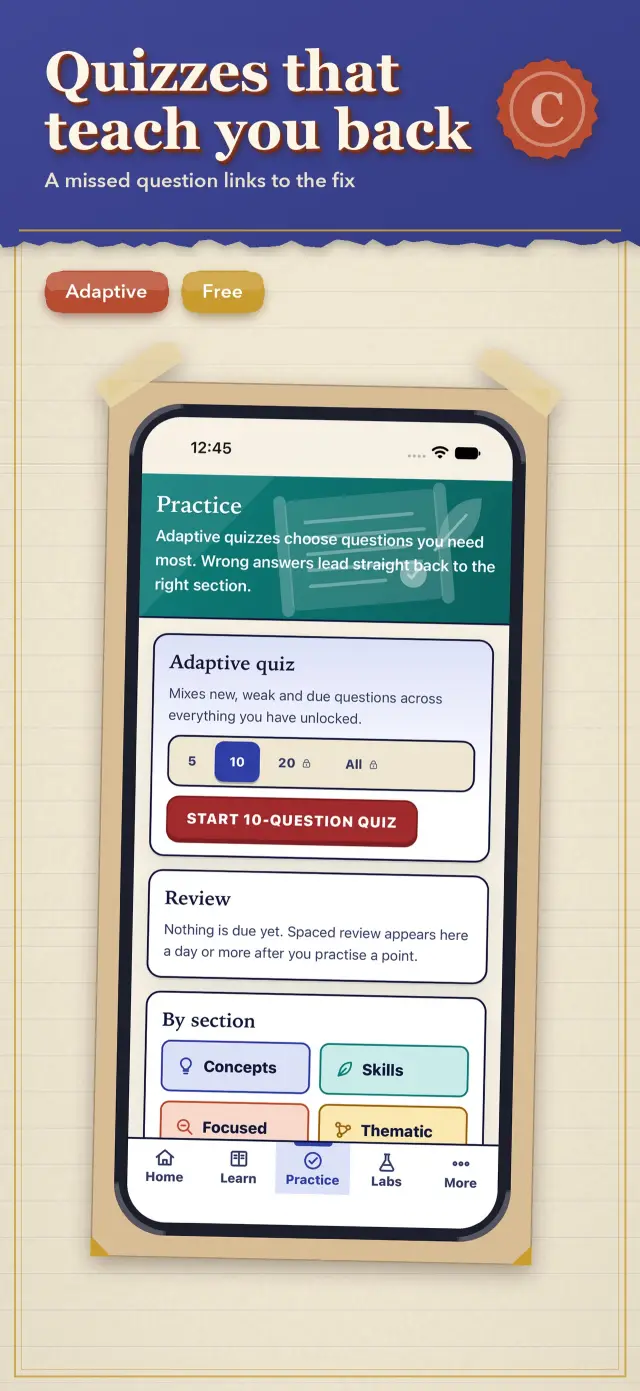 Quizzes that
teach you back
C
A missed question links to the fix
Adaptive
Free
12:45
Practice
Adaptive quizzes choose questions you need
most. Wrong answers lead straight back to the
right section.
Adaptive quiz
Mixes new, weak and due questions across
everything you have unlocked.
5 10 20 All
START 10-QUESTION QUIZ
Review
Nothing is due yet. Spaced review appears here
a day or more after you practise a point.
By section
Concepts Skills
Focused Thematic
Home Learn Practice Labs More